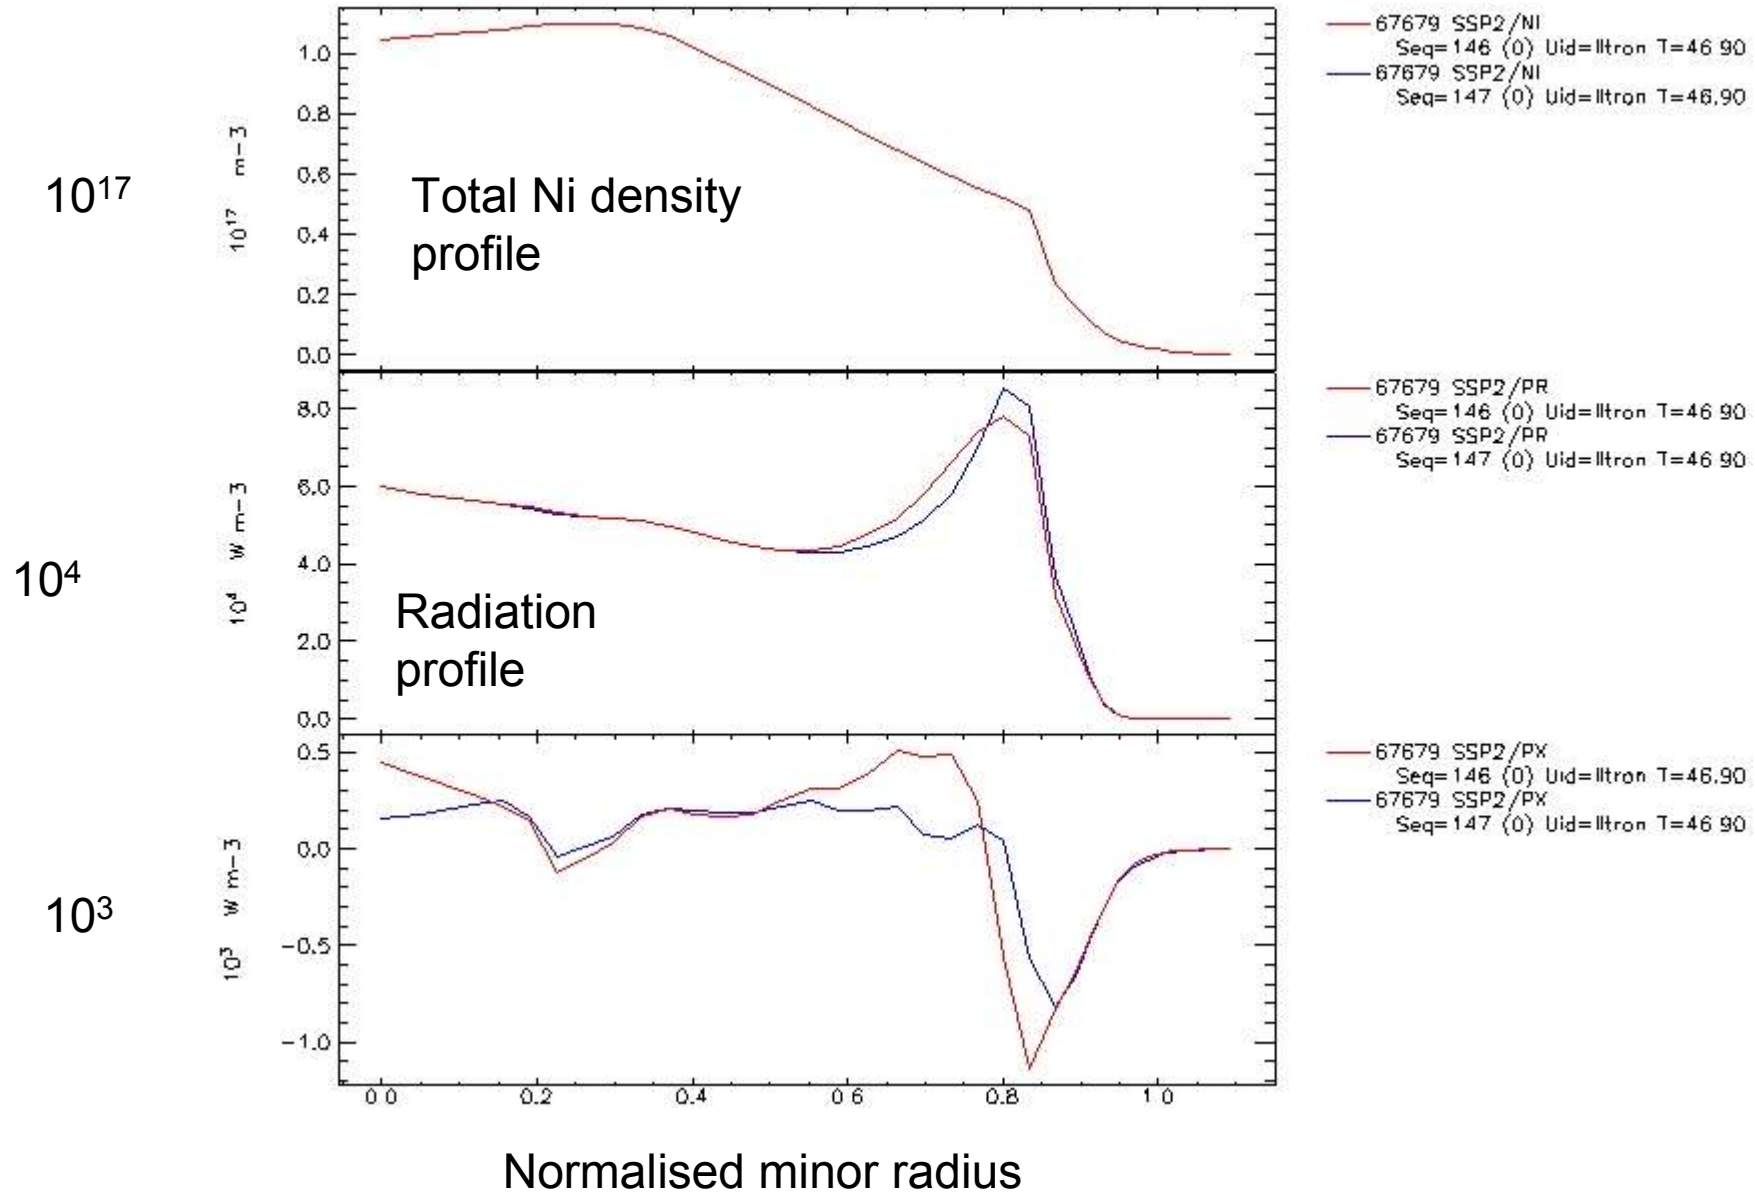 1.0
0.8
0.6
0.4
0.2
0.0
10¹⁷ m-3
10¹⁷
Total Ni density
profile
67679 SSP2/NI
Seq=146 (0) Uid=lltron T=46.90
67679 SSP2/NI
Seq=147 (0) Uid=lltron T=46.90
8.0
6.0
4.0
2.0
0.0
10⁴ W m-3
10⁴
Radiation
profile
67679 SSP2/PR
Seq=146 (0) Uid=lltron T=46.90
67679 SSP2/PR
Seq=147 (0) Uid=lltron T=46.90
0.5
0.0
-0.5
-1.0
10³ W m-3
10³
67679 SSP2/PX
Seq=146 (0) Uid=lltron T=46.90
67679 SSP2/PX
Seq=147 (0) Uid=lltron T=46.90
0.0 0.2 0.4 0.6 0.8 1.0
Normalised minor radius